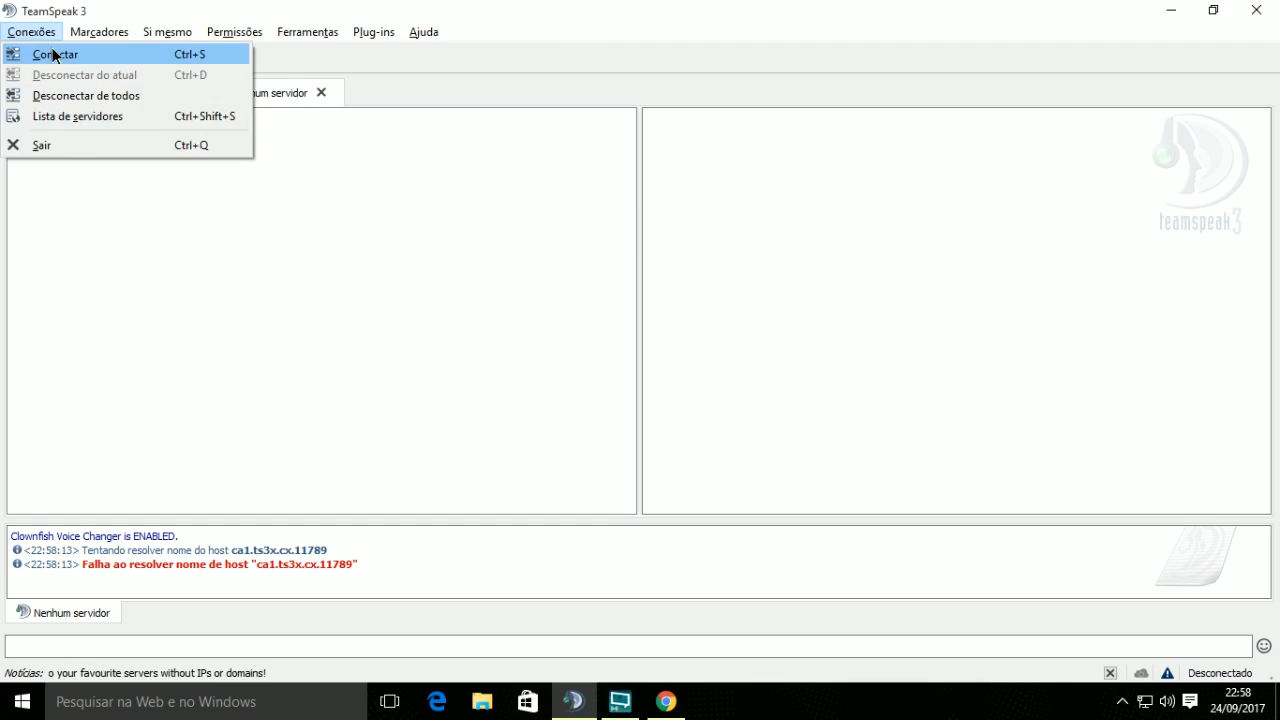 TeamSpeak 3
Conexões Marcadores Si mesmo Permissões Ferramentas Plug-ins Ajuda
Conectar Ctrl+S
Desconectar do atual Ctrl+D
Desconectar de todos
Lista de servidores Ctrl+Shift+S
Sair Ctrl+Q
servidor
teamspeak 3
Clownfish Voice Changer is ENABLED.
<22:58:13> Tentando resolver nome do host ca1.ts3x.cx.11789
<22:58:13> Falha ao resolver nome de host "ca1.ts3x.cx.11789"
Nenhum servidor
Notícias: o your favourite servers without IPs or domains!
Desconectado
Pesquisar na Web e no Windows
22:58
24/09/2017